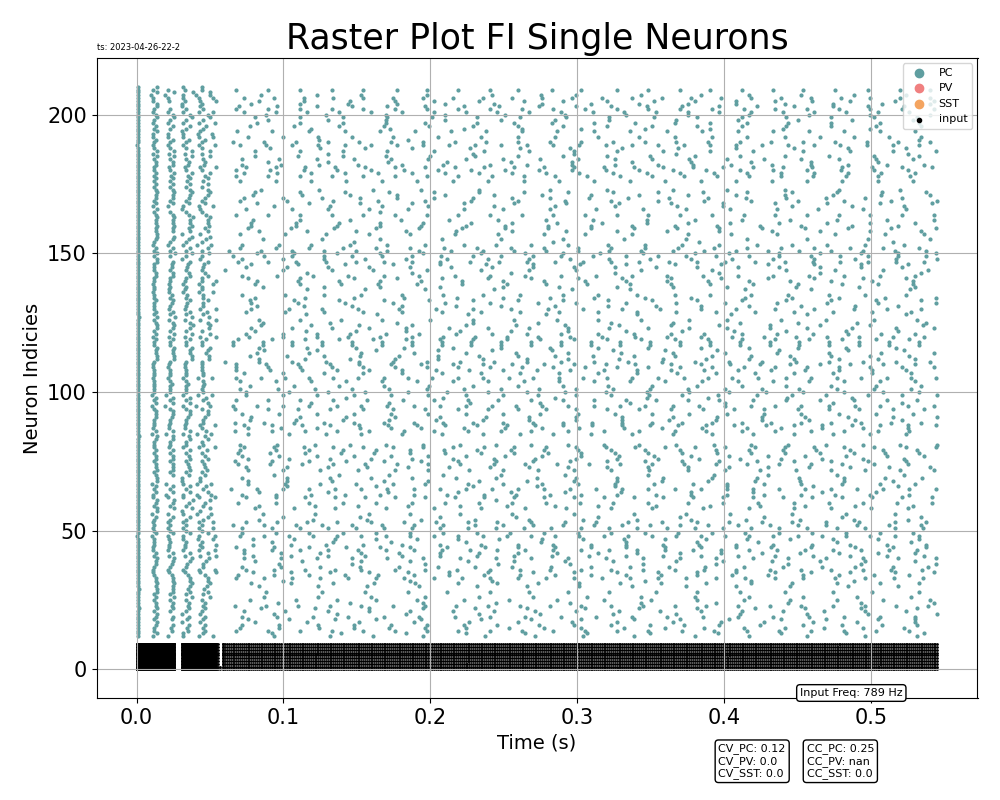 Raster Plot FI Single Neurons
ts: 2023-04-26-22-2
PC
PV
SST
input
200
150
100
50
0
Neuron Indicies
0.0 0.1 0.2 0.3 0.4 0.5
Time (s)
Input Freq: 789 Hz
CV_PC: 0.12
CV_PV: 0.0
CV_SST: 0.0
CC_PC: 0.25
CC_PV: nan
CC_SST: 0.0